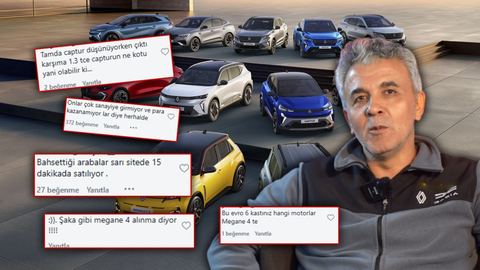 Tamda captur düşünüyorken çıktı
karşıma 1.3 tce capturun ne kotu
yani olabilir ki...
2 beğenme Yanıtla
Onlar çok sanayiye girmiyor ve para
kazanamıyor lar diye herhalde
372 beğenme Yanıtla
Bahsettiği arabalar sarı sitede 15
dakikada satılıyor .
27 beğenme Yanıtla
:)). Şaka gibi megane 4 alınma diyor
!!!!
Yanıtla
Bu evro 6 kastınız hangi motorlar
Megane 4 te
1 beğenme Yanıtla